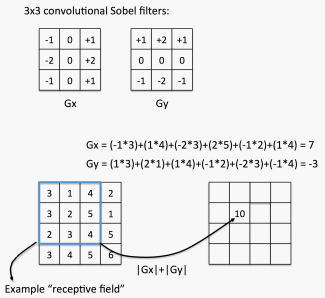 3x3 convolutional Sobel filters:
-1 0 +1 +1 +2 +1
-2 0 +2 0 0 0
-1 0 +1 -1 -2 -1
Gx Gy
Gx = (-1*3)+(1*4)+(-2*3)+(2*5)+(-1*2)+(1*4) = 7
Gy = (1*3)+(2*1)+(1*4)+(-1*2)+(-2*3)+(-1*4) = -3
3 1 4 2
3 2 5 1 10
2 3 4 5
3 4 5 6
|Gx|+|Gy|
Example “receptive field”